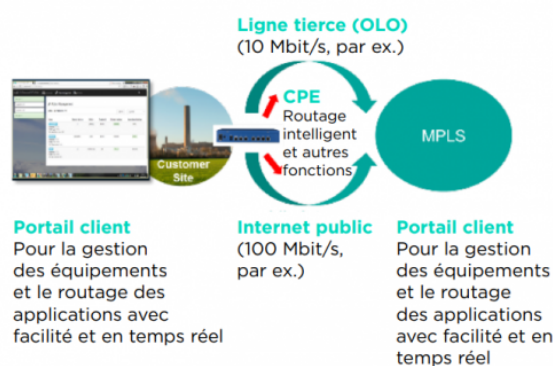 Ligne tierce (OLO)
(10 Mbit/s, par ex.)
CPE
Routage
intelligent
et autres
fonctions
Customer
Site
MPLS
Portail client
Pour la gestion
des équipements
et le routage des
applications avec
facilité et en temps réel
Internet public
(100 Mbit/s,
par ex.)
Portail client
Pour la gestion
des équipements
et le routage
des applications
avec facilité et en
temps réel